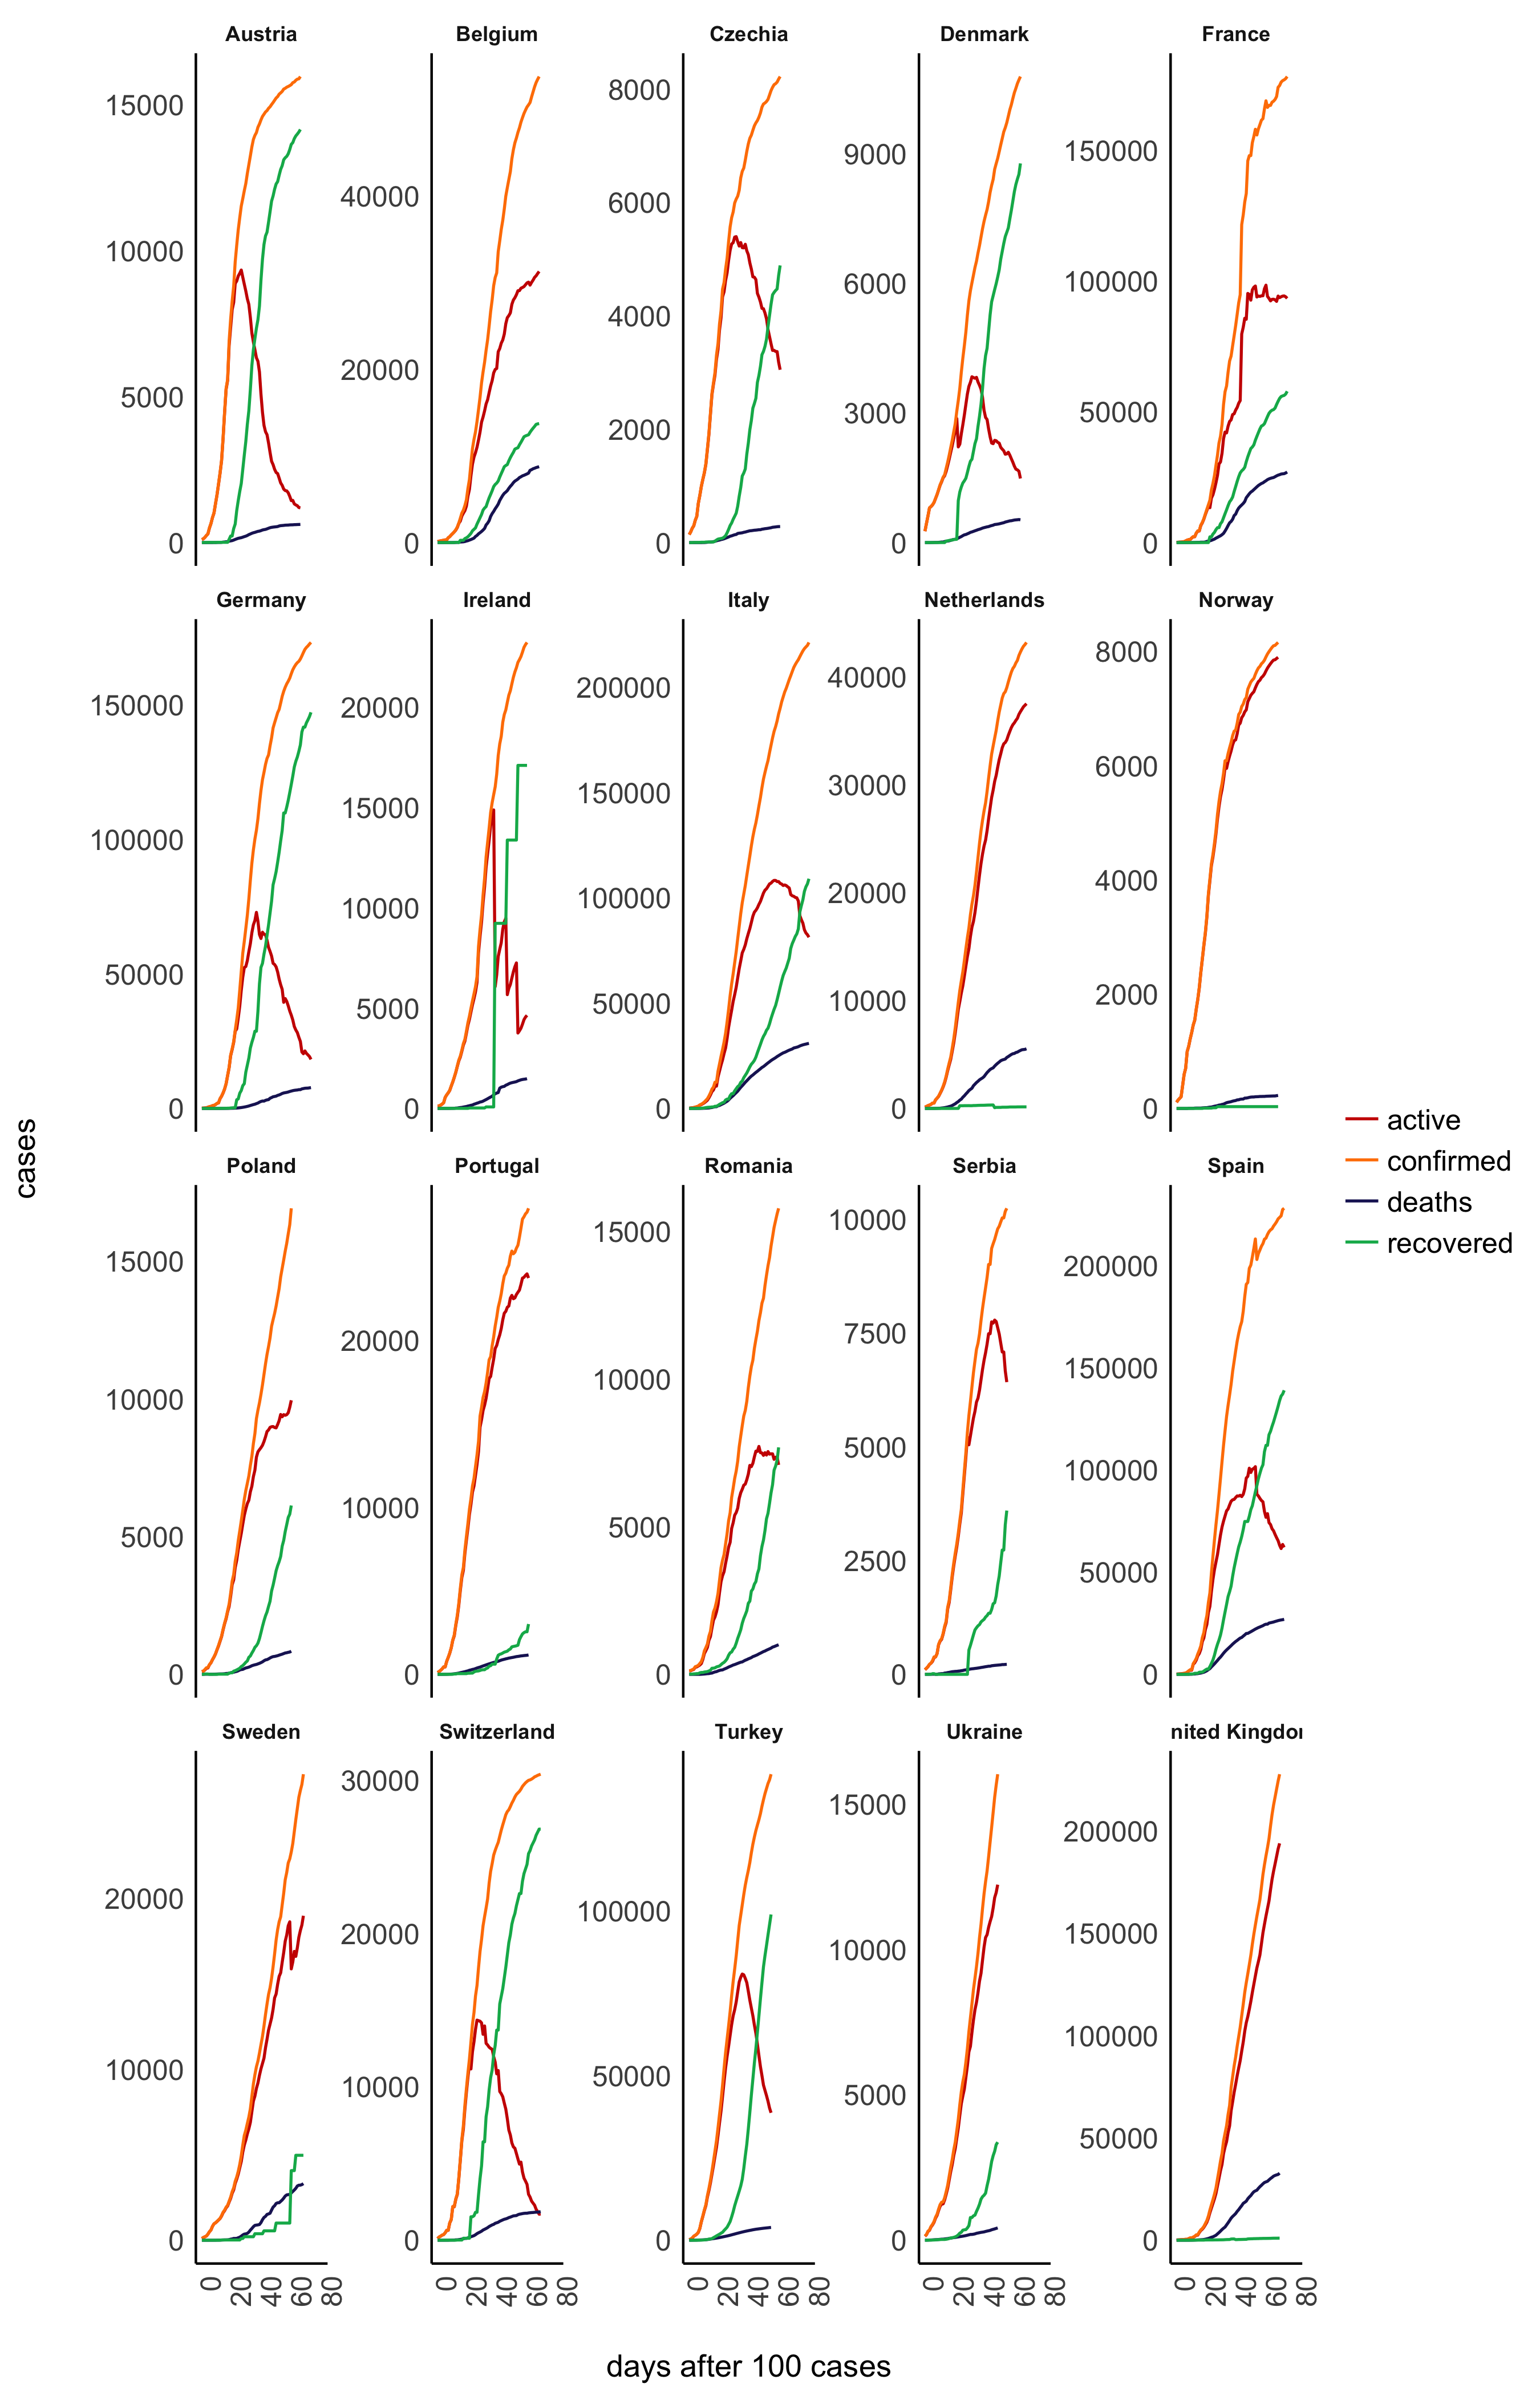 Austria Belgium Czechia Denmark France
15000 10000 5000 0
40000 20000 0
8000 6000 4000 2000 0
9000 6000 3000 0
150000 100000 50000 0
Germany Ireland Italy Netherlands Norway
150000 100000 50000 0
20000 15000 10000 5000 0
200000 150000 100000 50000 0
40000 30000 20000 10000 0
8000 6000 4000 2000 0
cases
active
confirmed
deaths
recovered
Poland Portugal Romania Serbia Spain
15000 10000 5000 0
20000 10000 0
15000 10000 5000 0
10000 7500 5000 2500 0
200000 150000 100000 50000 0
Sweden Switzerland Turkey Ukraine nited Kingdo
20000 10000 0
30000 20000 10000 0
100000 50000 0
15000 10000 5000 0
200000 150000 100000 50000 0
0 20 40 60 80 0 20 40 60 80 0 20 40 60 80 0 20 40 60 80 0 20 40 60 80
days after 100 cases